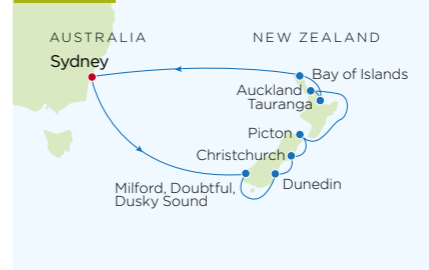 AUSTRALIA
NEW ZEALAND
Sydney
Bay of Islands
Auckland
Tauranga
Picton
Christchurch
Dunedin
Milford, Doubtful,
Dusky Sound